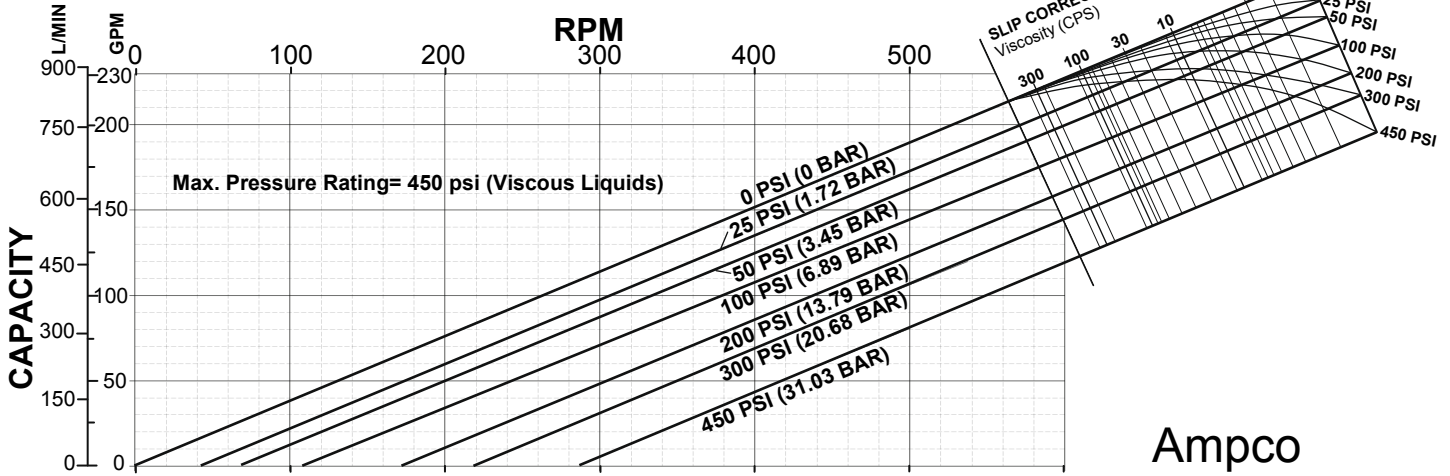 RPM
0 100 200 300 400 500
L/MIN
GPM
CAPACITY
900
750
600
450
300
150
0
230
200
150
100
50
0
Max. Pressure Rating= 450 psi (Viscous Liquids)
0 PSI (0 BAR)
25 PSI (1.72 BAR)
50 PSI (3.45 BAR)
100 PSI (6.89 BAR)
200 PSI (13.79 BAR)
300 PSI (20.68 BAR)
450 PSI (31.03 BAR)
SLIP
Viscosity (CPS)
300 100 30 10
25 PSI
50 PSI
100 PSI
200 PSI
300 PSI
450 PSI
Ampco